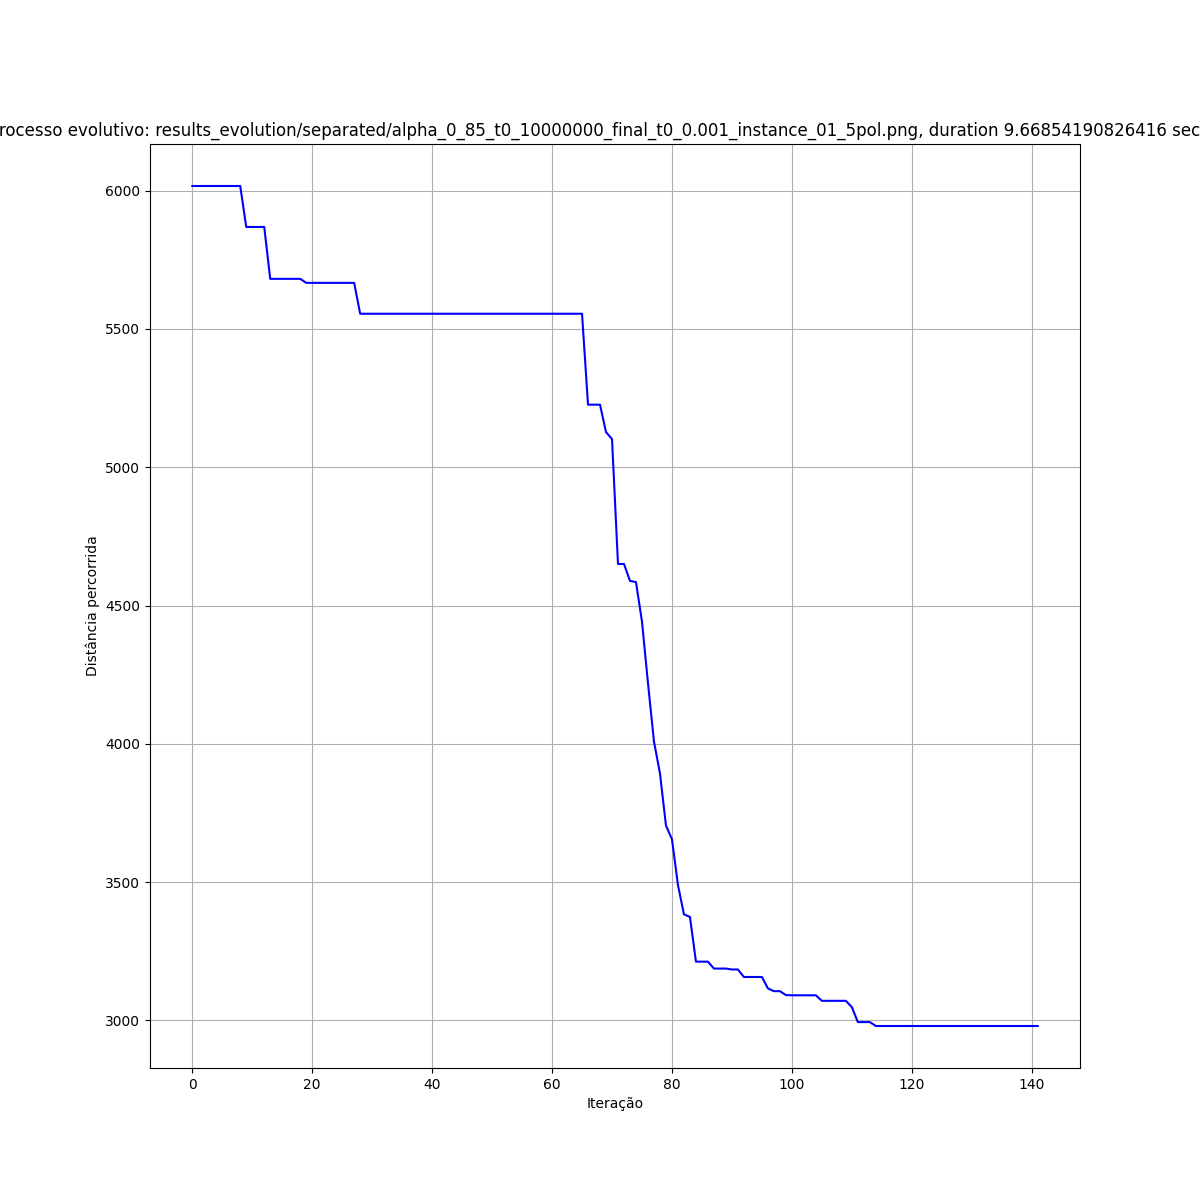 rocesso evolutivo: results_evolution/separated/alpha_0_85_t0_10000000_final_t0_0.001_instance_01_5pol.png, duration 9.66854190826416 sec
6000
5500
5000
4500
4000
3500
3000
Distância percorrida
0 20 40 60 80 100 120 140
Iteração